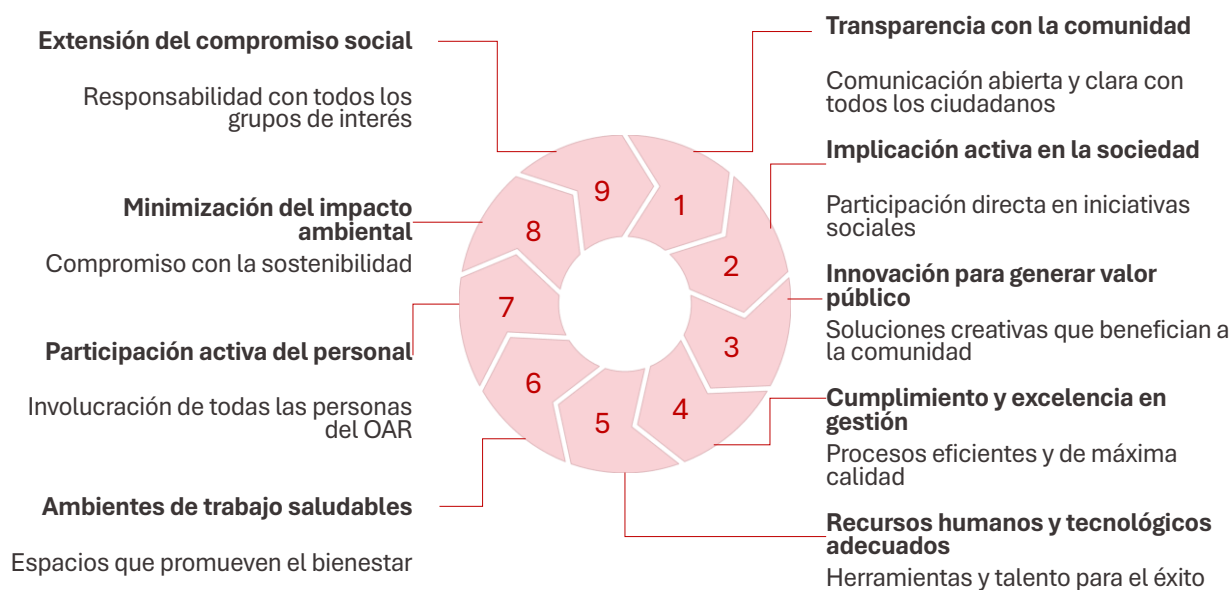 Transparencia con la comunidad
Comunicación abierta y clara con
todos los ciudadanos
Implicación activa en la sociedad
Participación directa en iniciativas
sociales
Innovación para generar valor
público
Soluciones creativas que benefician a
la comunidad
Cumplimiento y excelencia en
gestión
Procesos eficientes y de máxima
calidad
Recursos humanos y tecnológicos
adecuados
Herramientas y talento para el éxito
Ambientes de trabajo saludables
Espacios que promueven el bienestar
Participación activa del personal
Involucración de todas las personas
del OAR
Minimización del impacto
ambiental
Compromiso con la sostenibilidad
Extensión del compromiso social
Responsabilidad con todos los
grupos de interés
1
2
3
4
5
6
7
8
9